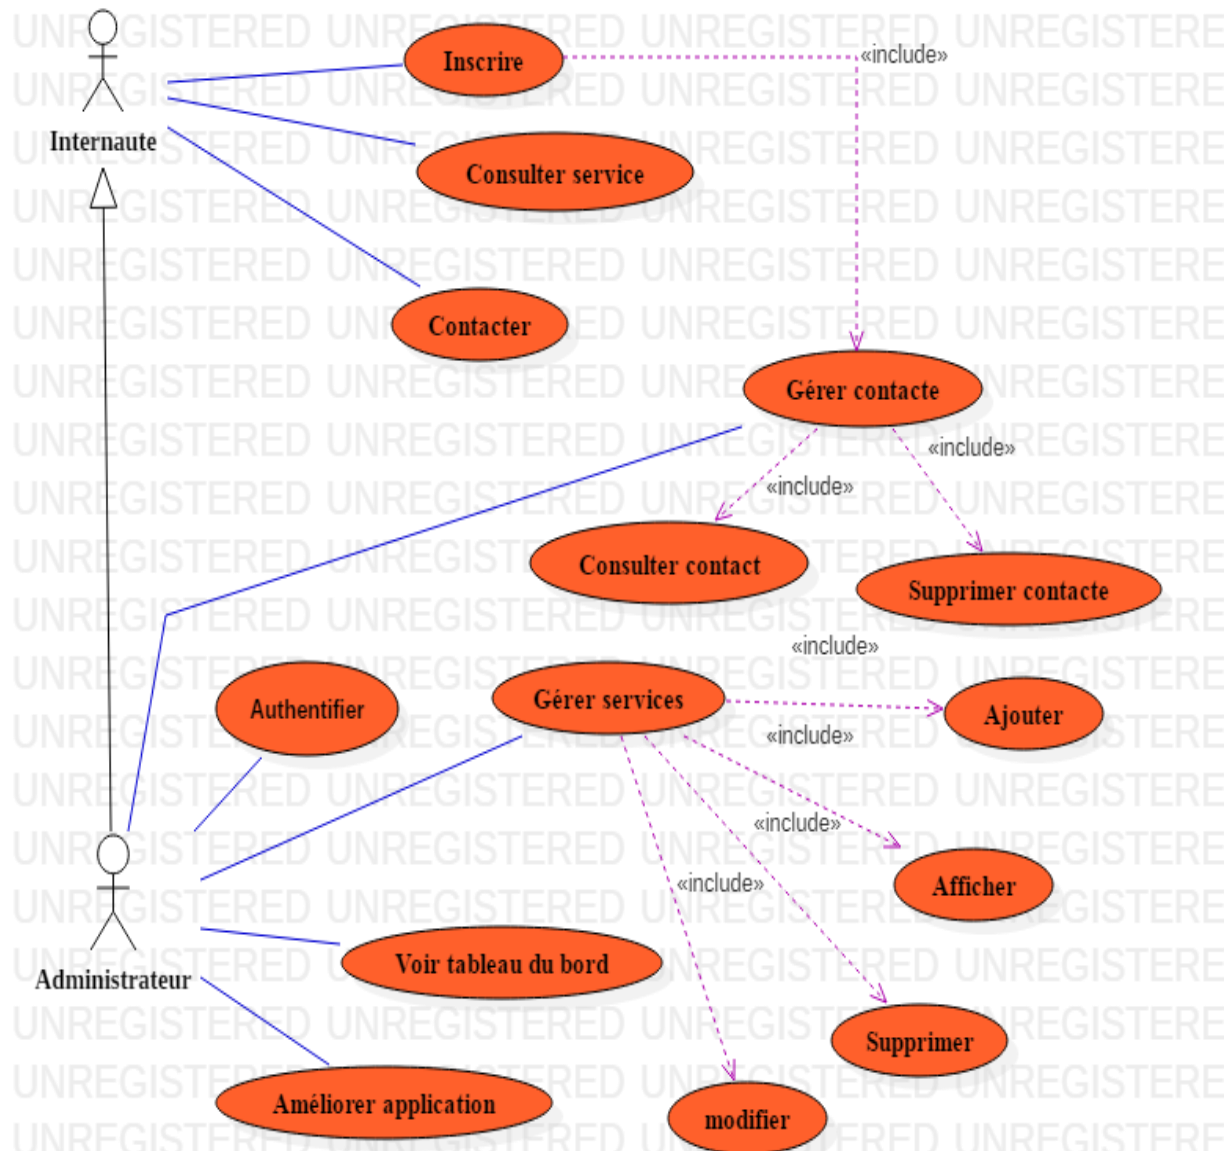 Internaute
Inscrire
«include»
Consulter service
Contacter
Gérer contacte
«include»
«include»
Consulter contact
Supprimer contacte
«include»
Authentifier
Gérer services
Ajouter
«include»
«include»
Afficher
«include»
Administrateur
Voir tableau du bord
Supprimer
Améliorer application
modifier
UNREGISTERED UNREGISTERED UNREGISTERED UNREGISTERE